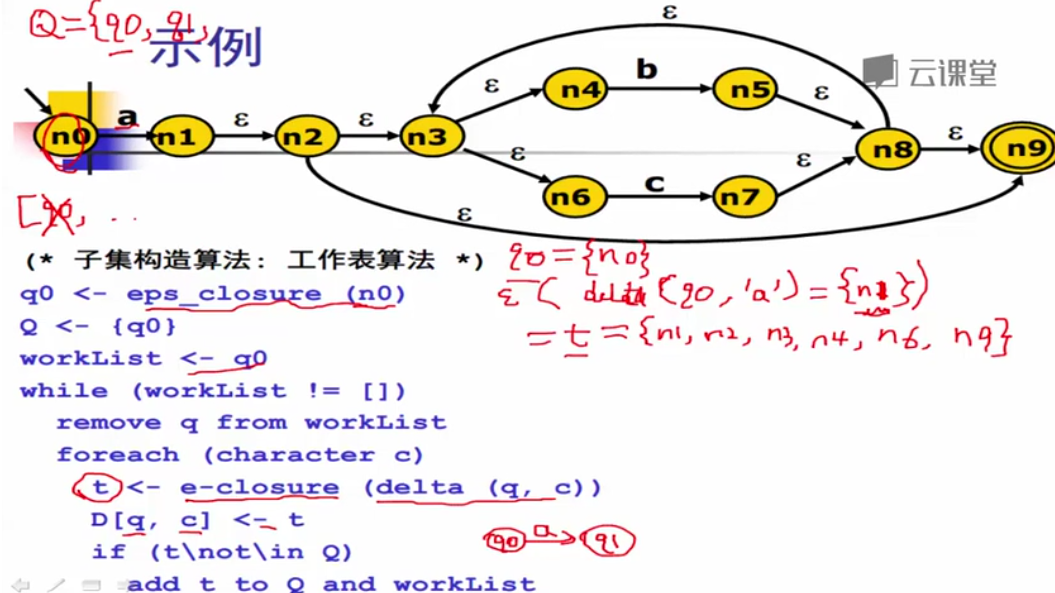 Q={q0, q1,
示例
云课堂
ε
n4 b n5
ε ε
n0 a n1 ε n2 ε n3 n8 ε n9
ε ε
n6 c n7
ε
[q0, ..
(* 子集构造算法: 工作表算法 *) q0 = {n0}
q0 <- eps_closure (n0) ε ( delta (q0, 'a') = {n1})
Q <- {q0} = t = {n1, n2, n3, n4, n6, n9}
workList <- q0
while (workList != [])
remove q from workList
foreach (character c)
t <- e-closure (delta (q, c))
D[q, c] <- t q0 a q1
if (t\not\in Q)
add t to Q and workList